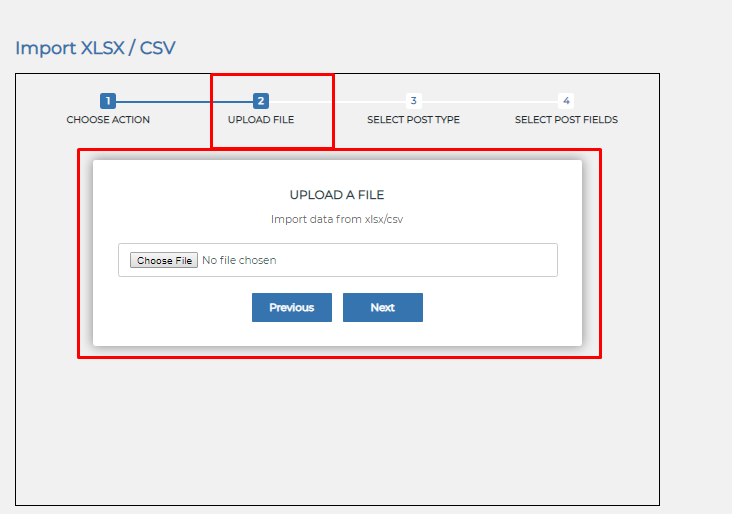 Import XLSX / CSV
1 2 3 4
CHOOSE ACTION UPLOAD FILE SELECT POST TYPE SELECT POST FIELDS
UPLOAD A FILE
Import data from xlsx/csv
Choose File No file chosen
Previous Next